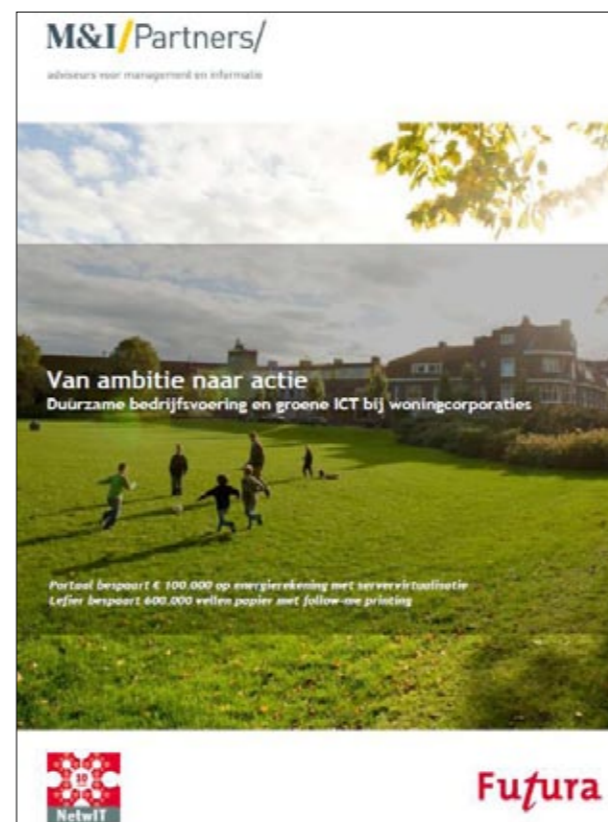 M&I/Partners/
adviseurs voor management en informatie
Van ambitie naar actie
Duurzame bedrijfsvoering en groene ICT bij woningcorporaties
Portaal bespaart € 100.000 op energierekening met servervirtualisatie
Lefier bespaart 600.000 vellen papier met follow-me printing
10
NetwIT
Futura